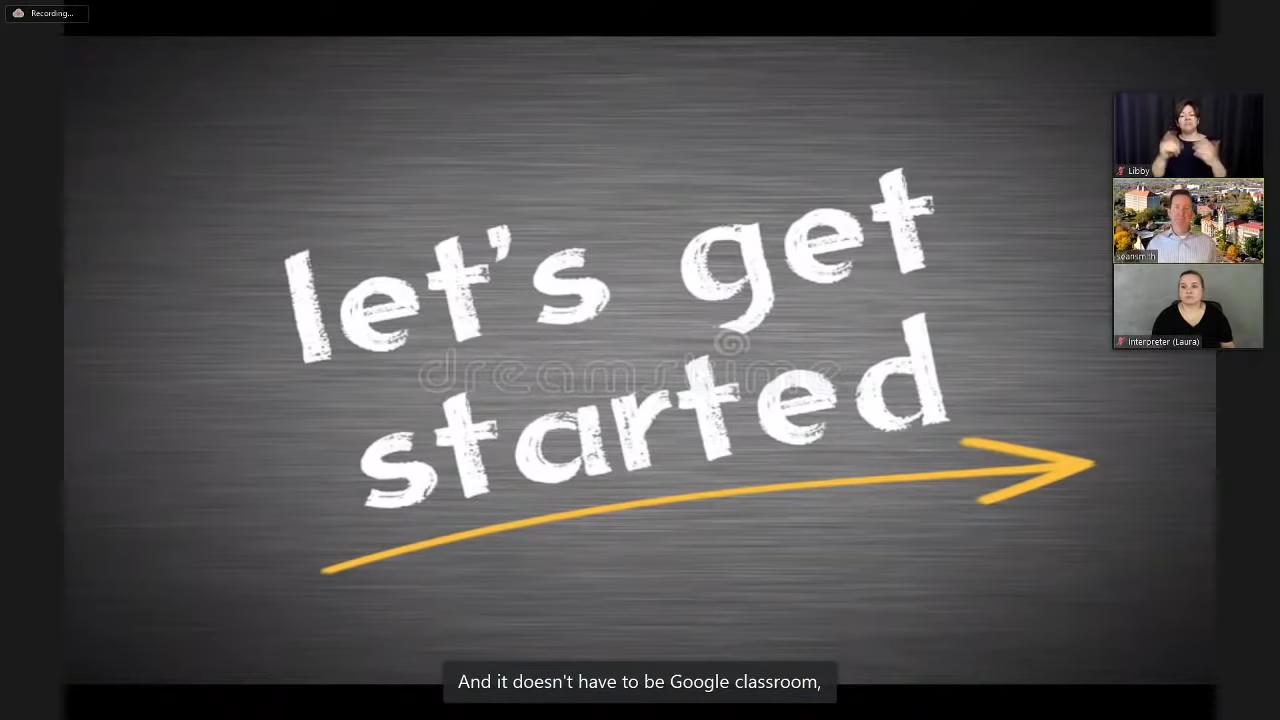 Recording...
let's get
started
dreamstime
Libby
seansmith
Interpreter (Laura)
And it doesn't have to be Google classroom,